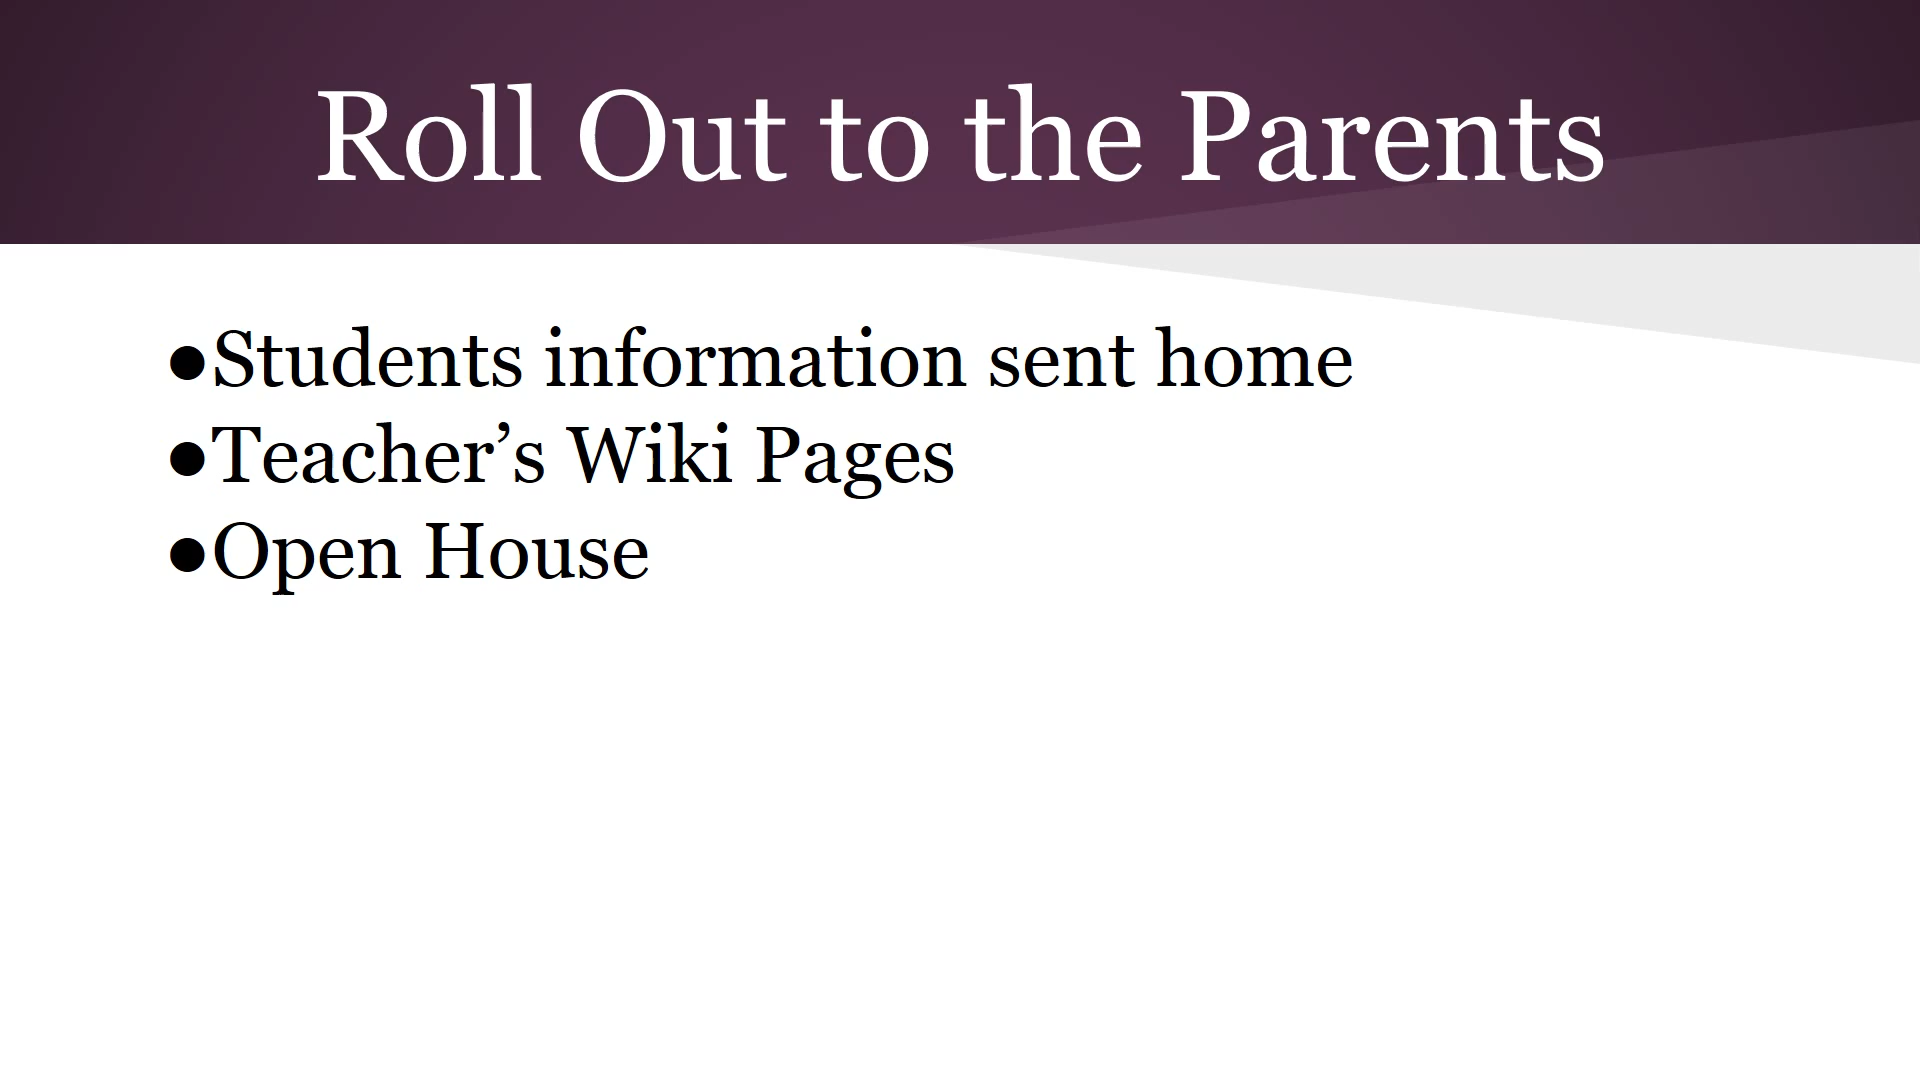 Roll Out to the Parents
●Students information sent home
●Teacher’s Wiki Pages
●Open House